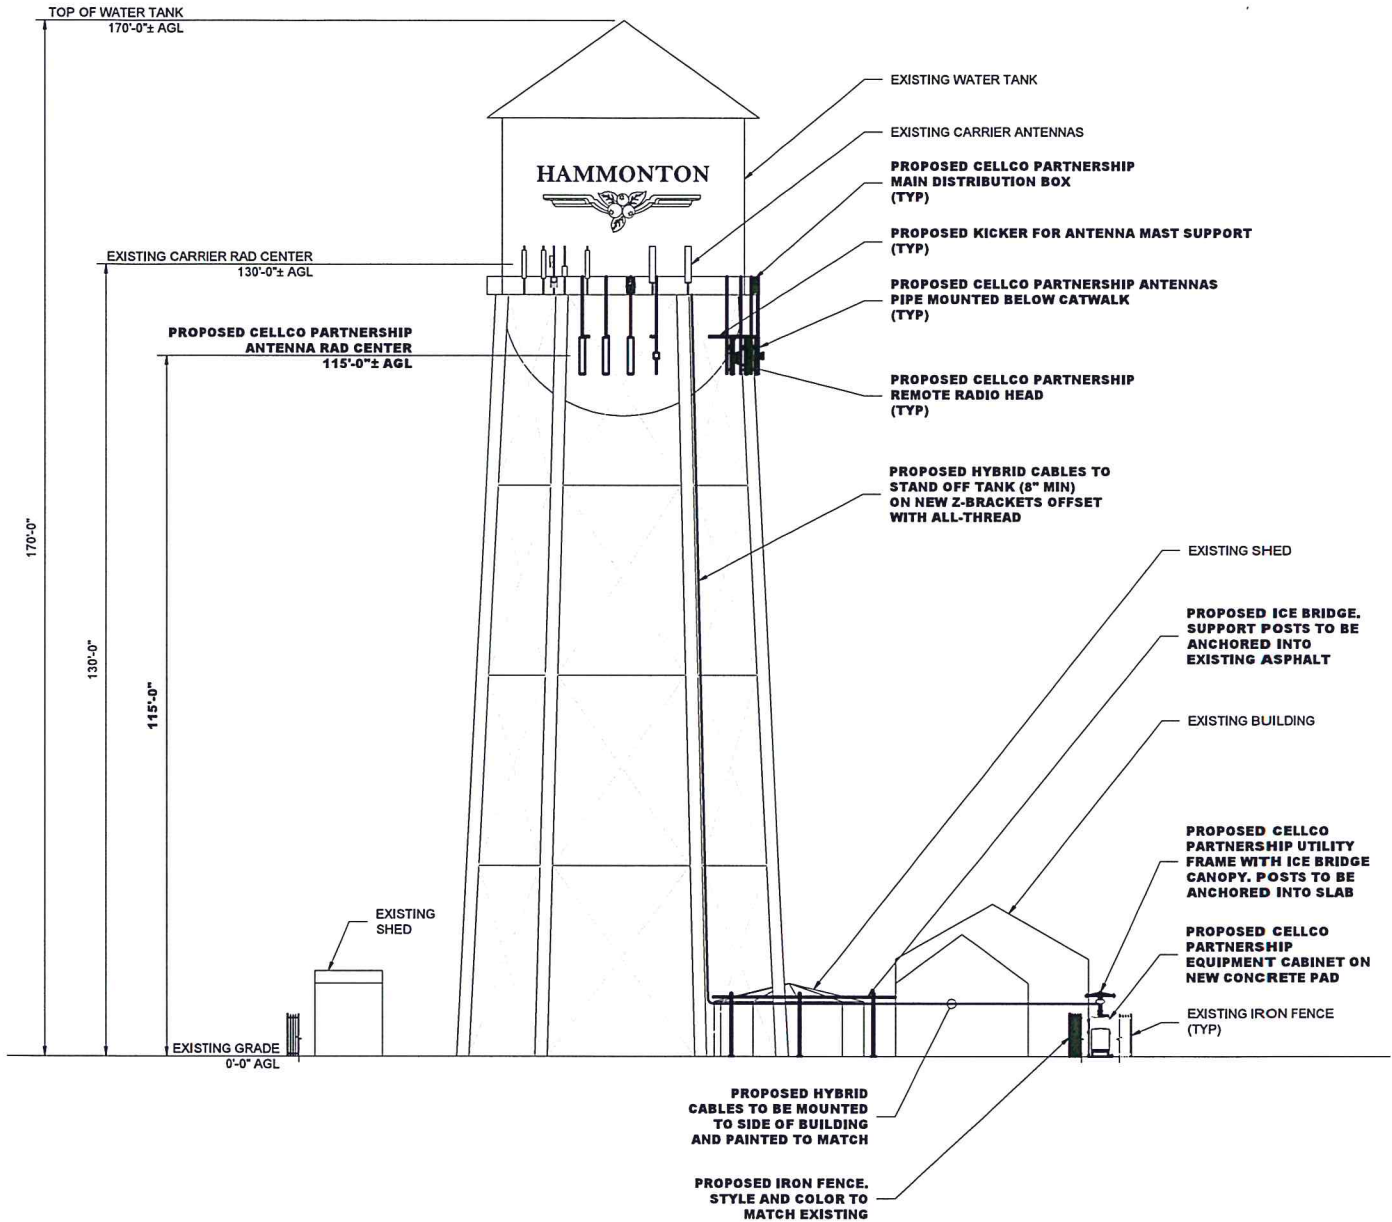 TOP OF WATER TANK
170'-0"± AGL
EXISTING WATER TANK
EXISTING CARRIER ANTENNAS
PROPOSED CELLCO PARTNERSHIP
MAIN DISTRIBUTION BOX
(TYP)
HAMMONTON
PROPOSED KICKER FOR ANTENNA MAST SUPPORT
(TYP)
EXISTING CARRIER RAD CENTER
130'-0"± AGL
PROPOSED CELLCO PARTNERSHIP ANTENNAS
PIPE MOUNTED BELOW CATWALK
(TYP)
PROPOSED CELLCO PARTNERSHIP
ANTENNA RAD CENTER
115'-0"± AGL
PROPOSED CELLCO PARTNERSHIP
REMOTE RADIO HEAD
(TYP)
PROPOSED HYBRID CABLES TO
STAND OFF TANK (8" MIN)
ON NEW Z-BRACKETS OFFSET
WITH ALL-THREAD
170'-0"
130'-0"
115'-0"
EXISTING SHED
PROPOSED ICE BRIDGE.
SUPPORT POSTS TO BE
ANCHORED INTO
EXISTING ASPHALT
EXISTING BUILDING
PROPOSED CELLCO
PARTNERSHIP UTILITY
FRAME WITH ICE BRIDGE
CANOPY. POSTS TO BE
ANCHORED INTO SLAB
EXISTING
SHED
PROPOSED CELLCO
PARTNERSHIP
EQUIPMENT CABINET ON
NEW CONCRETE PAD
EXISTING IRON FENCE
(TYP)
EXISTING GRADE
0'-0" AGL
PROPOSED HYBRID
CABLES TO BE MOUNTED
TO SIDE OF BUILDING
AND PAINTED TO MATCH
PROPOSED IRON FENCE.
STYLE AND COLOR TO
MATCH EXISTING